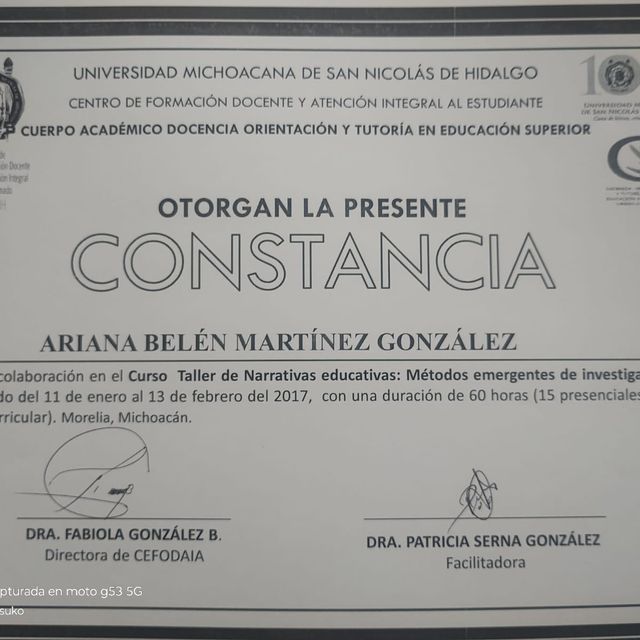 UNIVERSIDAD MICHOACANA DE SAN NICOLÁS DE HIDALGO
CENTRO DE FORMACIÓN DOCENTE Y ATENCIÓN INTEGRAL AL ESTUDIANTE
CUERPO ACADÉMICO DOCENCIA ORIENTACIÓN Y TUTORÍA EN EDUCACIÓN SUPERIOR
OTORGAN LA PRESENTE
CONSTANCIA
ARIANA BELÉN MARTÍNEZ GONZÁLEZ
colaboración en el Curso Taller de Narrativas educativas: Métodos emergentes de investiga
do del 11 de enero al 13 de febrero del 2017, con una duración de 60 horas (15 presenciales
rricular). Morelia, Michoacán.
DRA. FABIOLA GONZÁLEZ B.
Directora de CEFODAIA
DRA. PATRICIA SERNA GONZÁLEZ
Facilitadora
pturada en moto g53 5G
suko